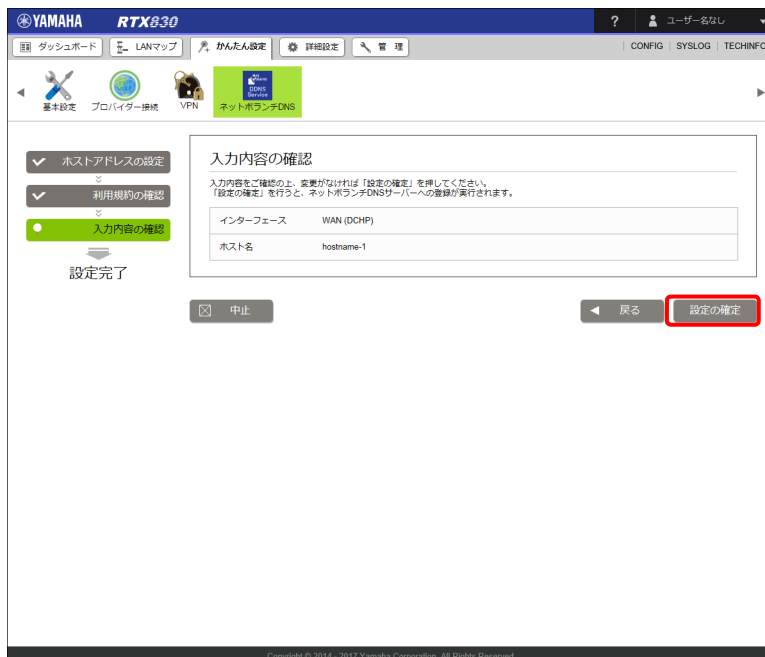 YAMAHA RTX830 ? ユーザー名なし
ダッシュボード LANマップ かんたん設定 詳細設定 管 理 CONFIG SYSLOG TECHINFO
基本設定 プロバイダー接続 VPN ネットボランチDNS
DDNS
Service
ホストアドレスの設定
利用規約の確認
入力内容の確認
設定完了
入力内容の確認
入力内容をご確認の上、変更がなければ「設定の確定」を押してください。
「設定の確定」を行うと、ネットボランチDNSサーバーへの登録が実行されます。
インターフェース WAN (DCHP)
ホスト名 hostname-1
中止 戻る 設定の確定
Copyright © 2014 - 2017 Yamaha Corporation. All Rights Reserved.